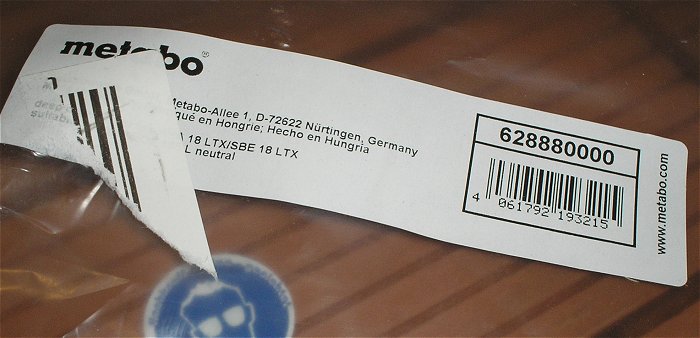 metabo®
Metabo-Allee 1, D-72622 Nürtingen, Germany
qué en Hongrie; Hecho en Hungria
18 LTX/SBE 18 LTX
L neutral
628880000
4 061792 193215
www.metabo.com